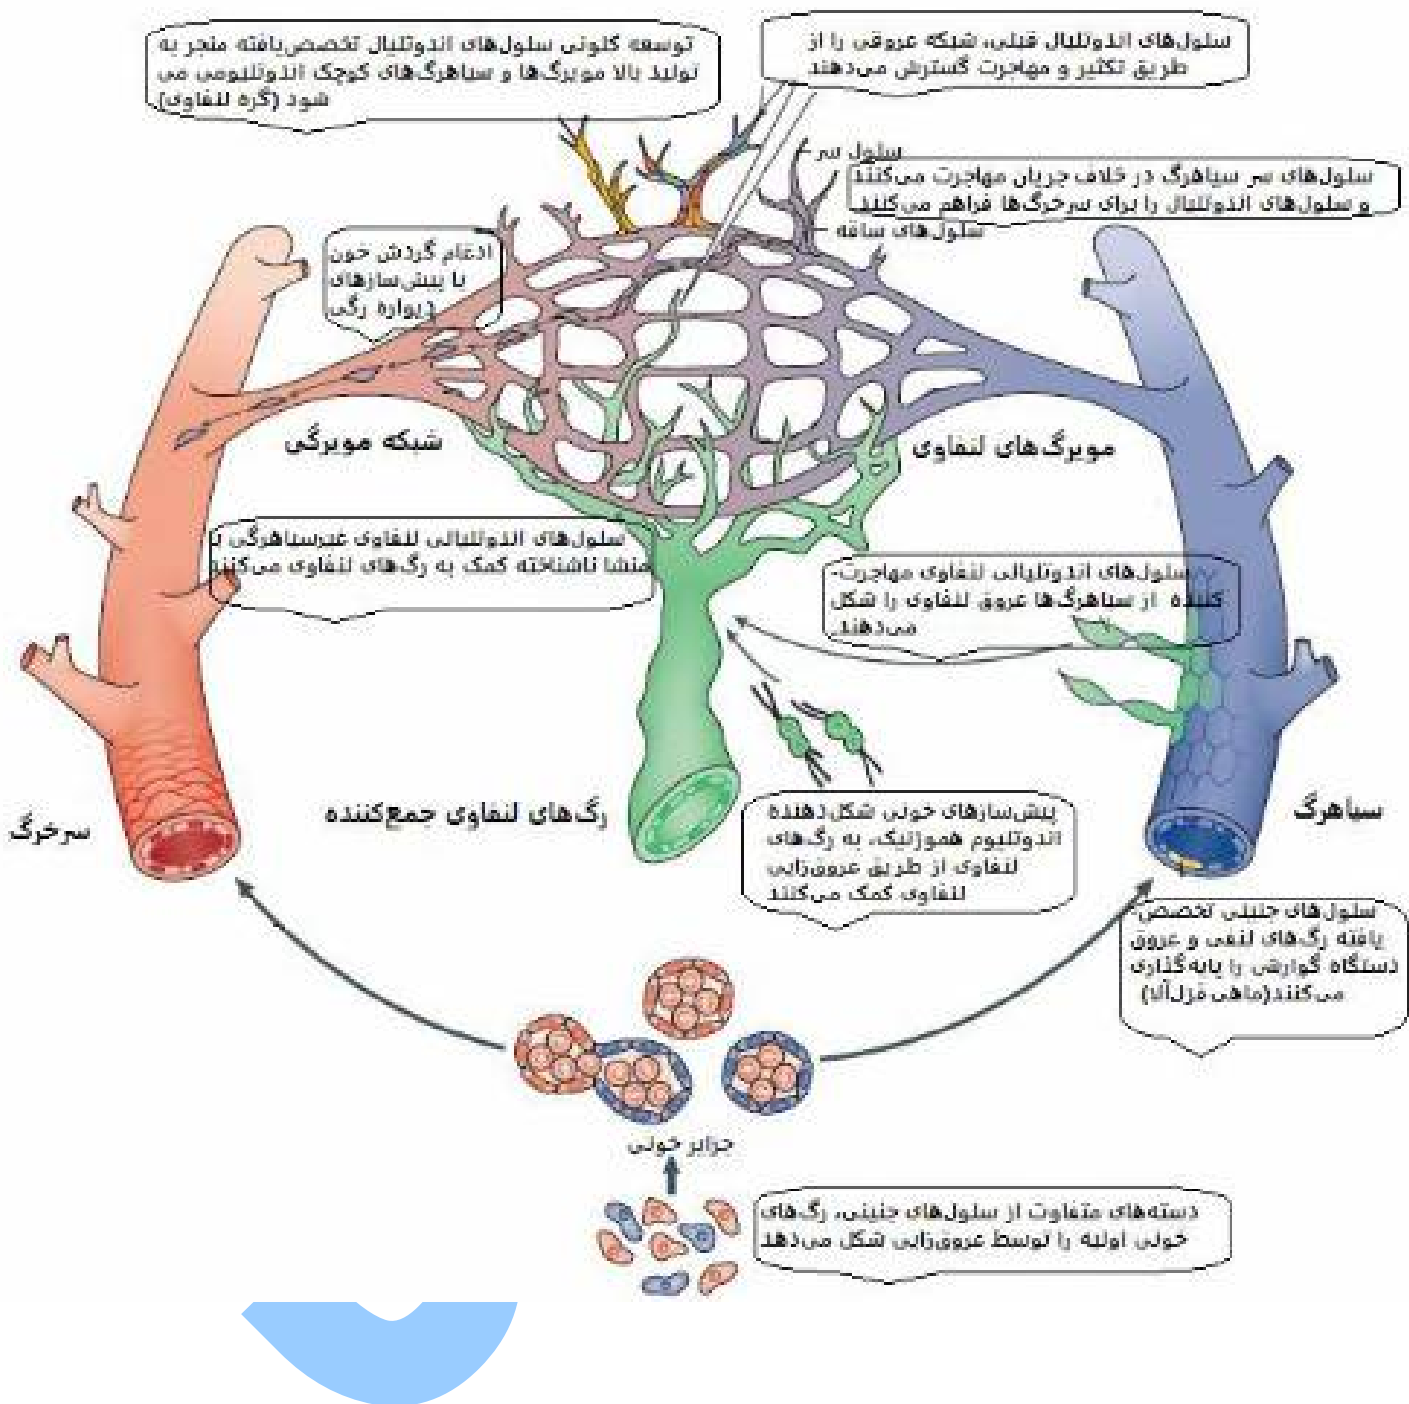 توسعه کلونی سلول‌های اندوتلیال تخصص‌یافته منجر به
تولید بالا مویرگ‌ها و سیاهرگ‌های کوچک اندوتلیومی می
شود (گره لنفاوی)
سلول‌های اندوتلیال قبلی، شبکه عروقی را از
طریق تکثیر و مهاجرت گسترش می‌دهند
سلول سر
سلول‌های سر سیاهرگ در خلاف جریان مهاجرت می‌کنند
و سلول‌های اندوتلیال را برای سرخرگ‌ها فراهم می‌کنند.
سلول‌های ساقه
ادغام گردش خون
با پیش‌سازهای
دیواره رگی
شبکه مویرگی
مویرگ‌های لنفاوی
سلول‌های اندوتلیالی لنفاوی غیرسیاهرگی با
منشا ناشناخته کمک به رگ‌های لنفاوی می‌کنند
سلول‌های اندوتلیالی لنفاوی مهاجرت-
کننده از سیاهرگ‌ها عروق لنفاوی را شکل
می‌دهند.
سرخرگ
رگ‌های لنفاوی جمع‌کننده
پیش‌سازهای خونی شکل‌دهنده
اندوتلیوم هموژنیک، به رگ‌های
لنفاوی از طریق عروق‌زایی
لنفاوی کمک می‌کنند
سیاهرگ
سلول‌های جنینی تخصص-
یافته رگ‌های لنفی و عروق
دستگاه گوارشی را پایه‌گذاری
می‌کنند(ماهی قزل‌آلا)
جزایر خونی
دسته‌های متفاوت از سلول‌های جنینی، رگ‌های
خونی اولیه را توسط عروق‌زایی شکل می‌دهد